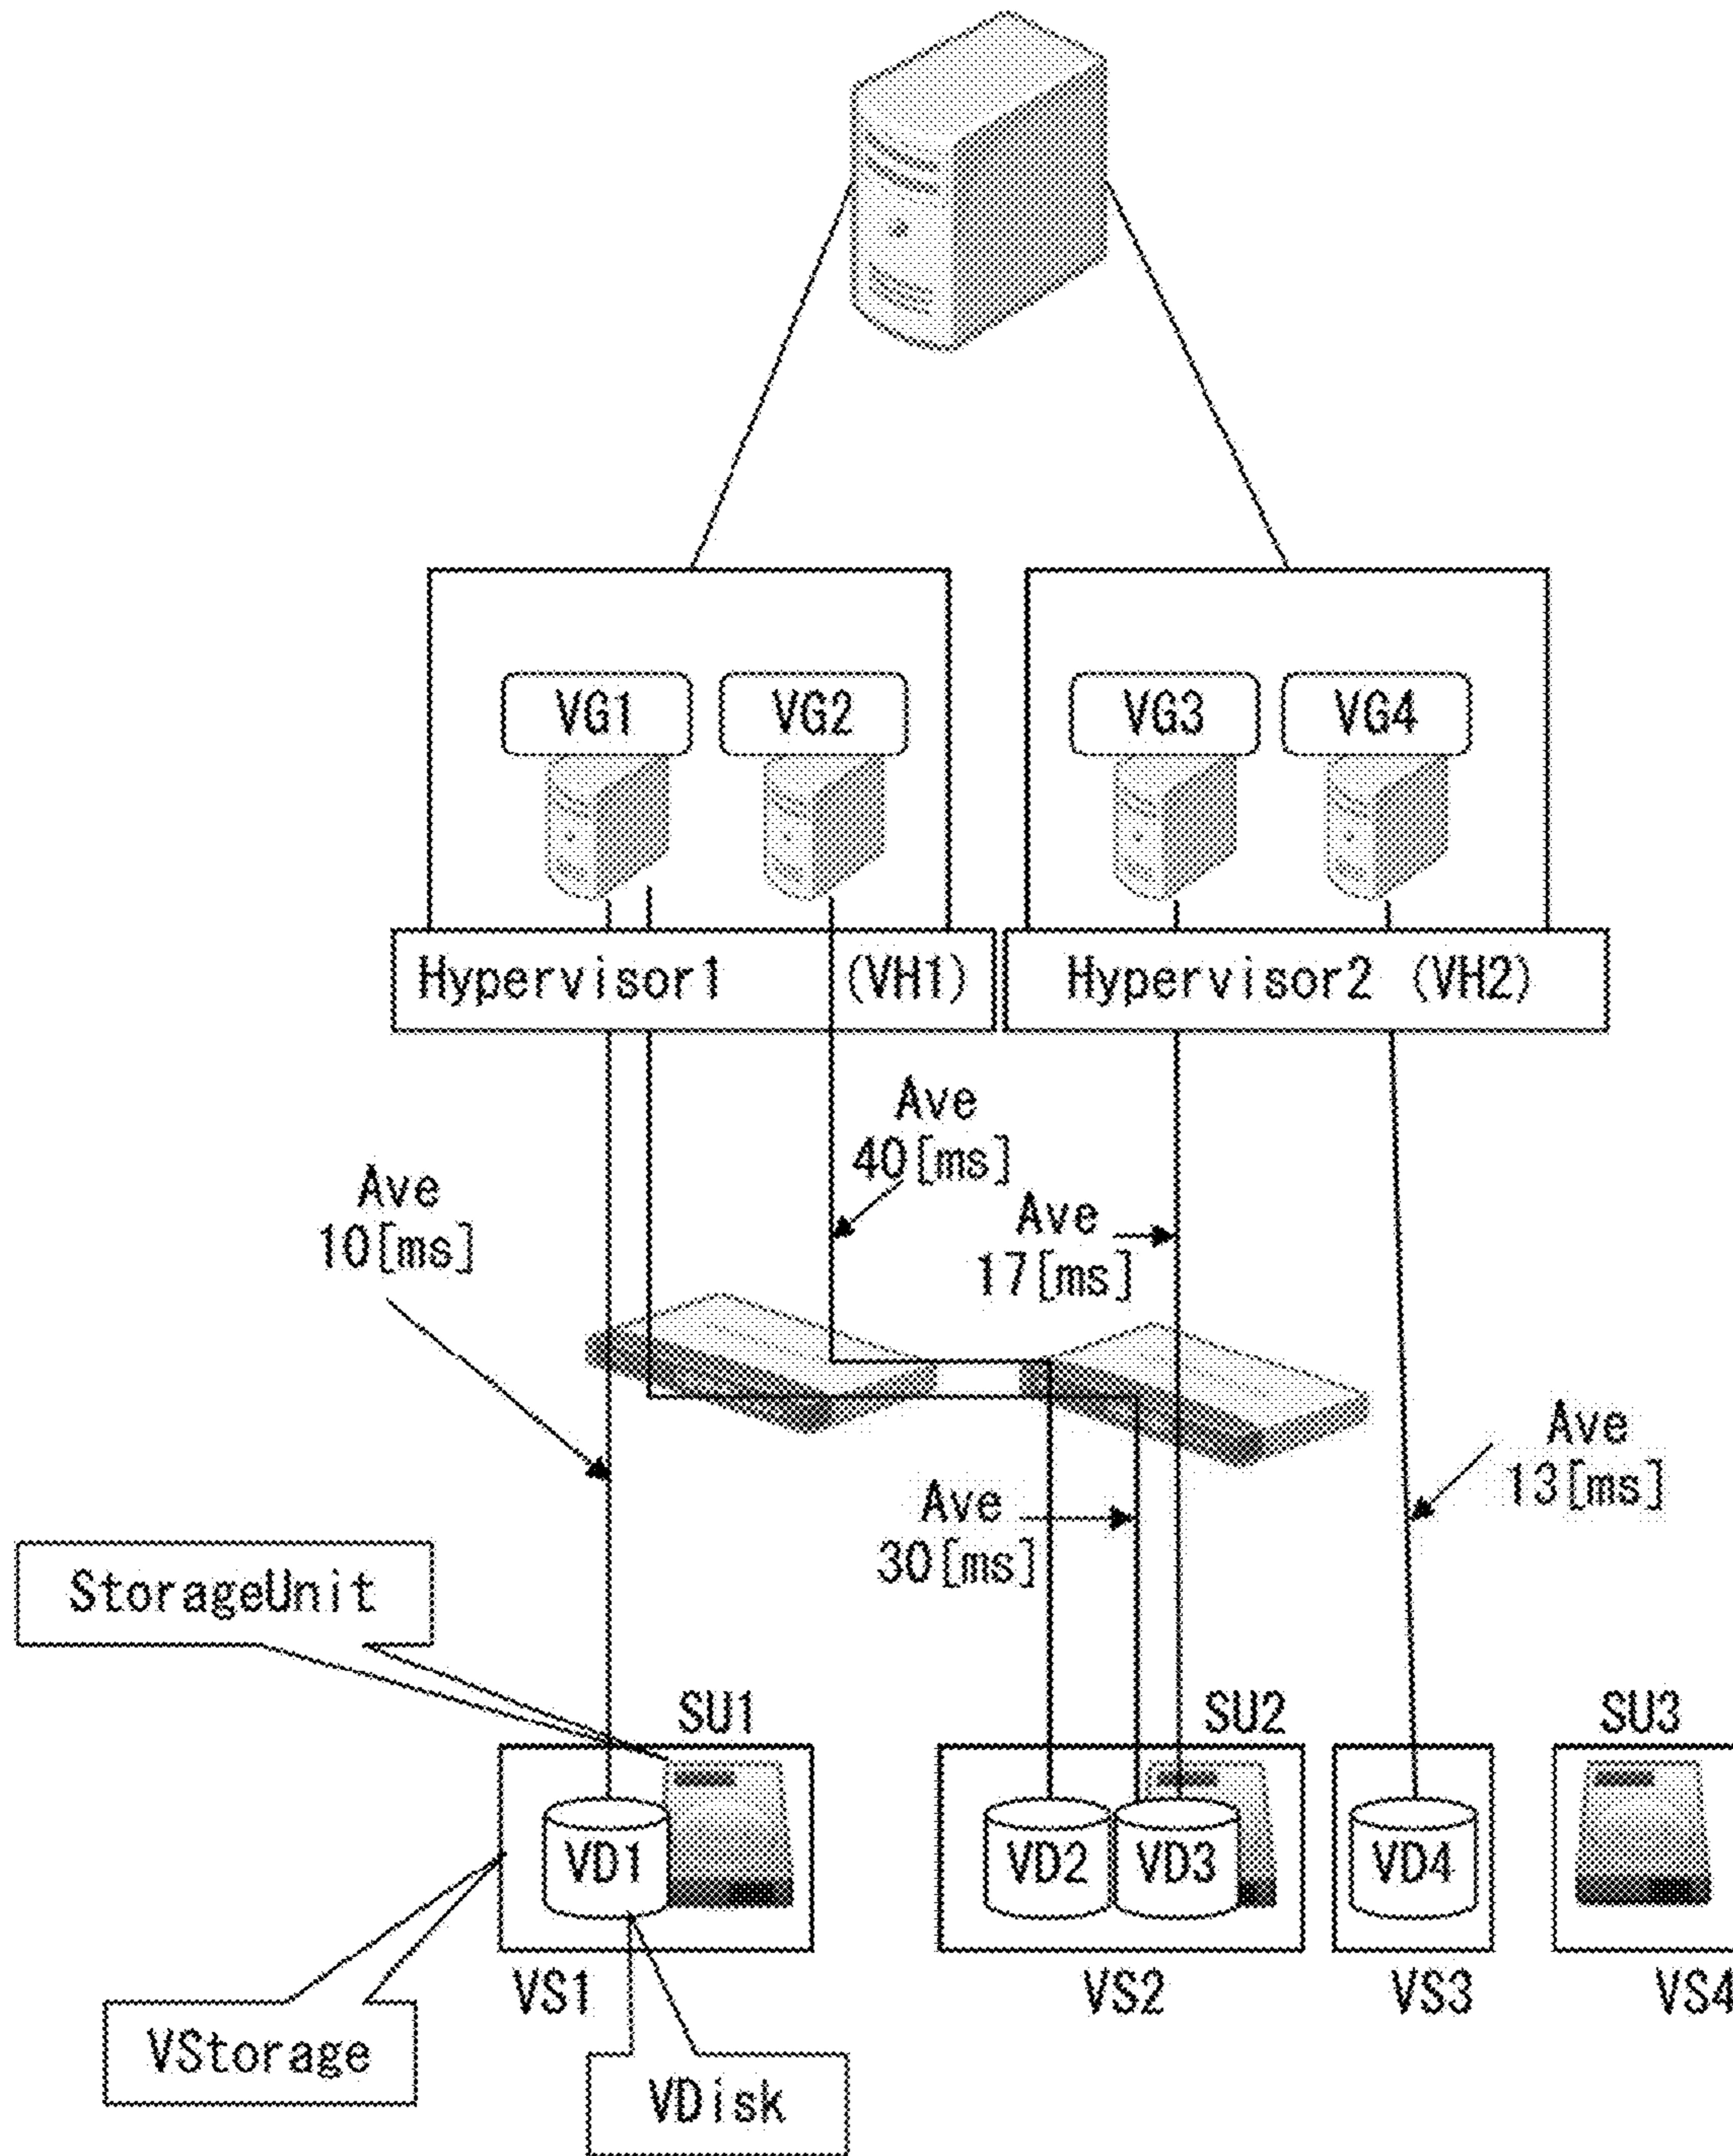 VG1
VG2
VG3
VG4
Hypervisor1 (VH1)
Hypervisor2 (VH2)
Ave
40[ms]
Ave
10[ms]
Ave
17[ms]
Ave
13[ms]
Ave
30[ms]
StorageUnit
SU1
SU2
SU3
VD1
VD2
VD3
VD4
VS1
VS2
VS3
VS4
VStorage
VDisk